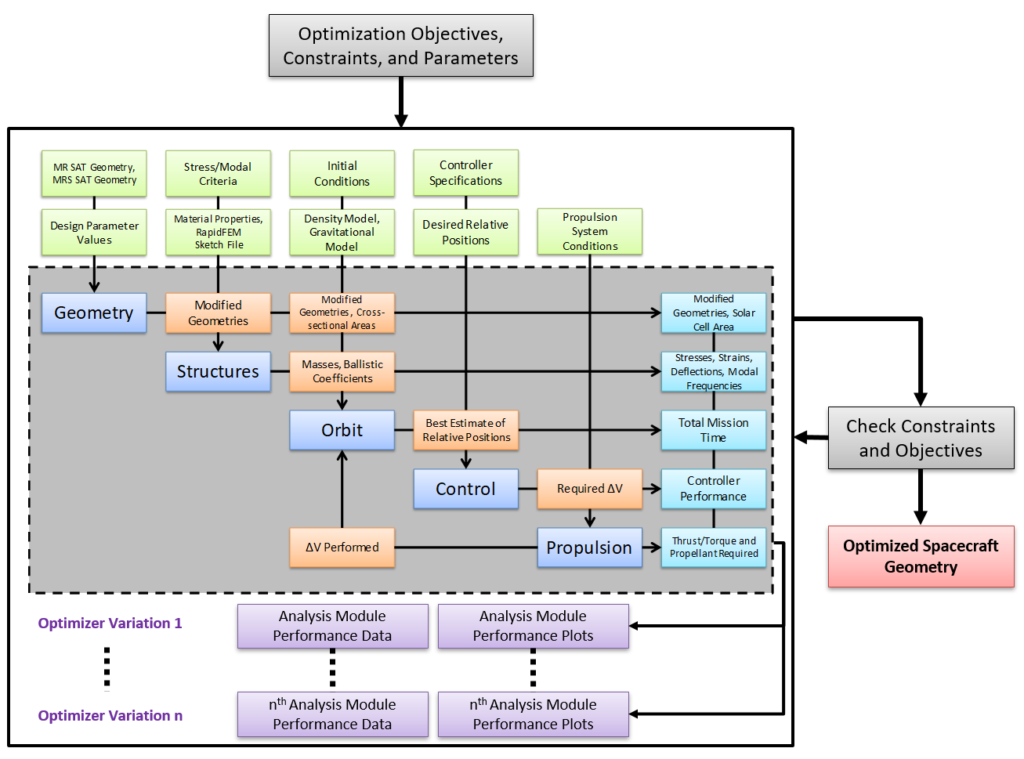 Optimization Objectives,
Constraints, and Parameters
MR SAT Geometry,
MRS SAT Geometry
Stress/Modal
Criteria
Initial
Conditions
Controller
Specifications
Design Parameter
Values
Material Properties,
RapidFEM
Sketch File
Density Model,
Gravitational
Model
Desired Relative
Positions
Propulsion
System
Conditions
Geometry
Modified
Geometries
Modified
Geometries, Cross-
sectional Areas
Modified
Geometries, Solar
Cell Area
Structures
Masses, Ballistic
Coefficients
Stresses, Strains,
Deflections, Modal
Frequencies
Orbit
Best Estimate of
Relative Positions
Total Mission
Time
Check Constraints
and Objectives
Control
Required ΔV
Controller
Performance
ΔV Performed
Propulsion
Thrust/Torque and
Propellant Required
Optimized Spacecraft
Geometry
Optimizer Variation 1
Analysis Module
Performance Data
Analysis Module
Performance Plots
Optimizer Variation n
nth Analysis Module
Performance Data
nth Analysis Module
Performance Plots